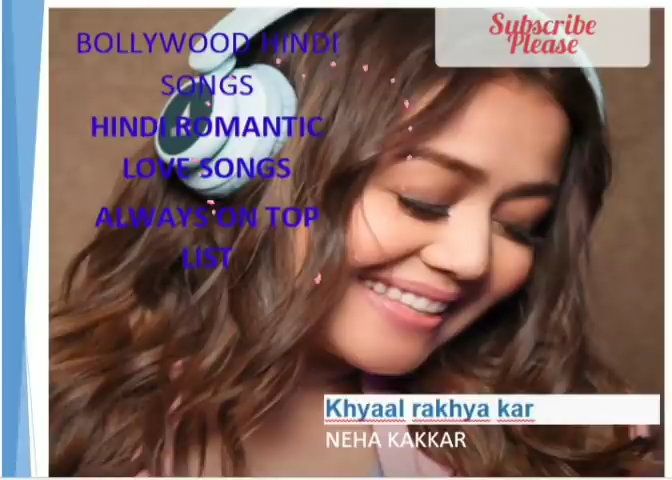 Subscribe
Please
BOLLYWOOD HINDI
SONGS
HINDI ROMANTIC
LOVE SONGS
ALWAYS ON TOP
LIST
Khyaal rakhya kar
NEHA KAKKAR